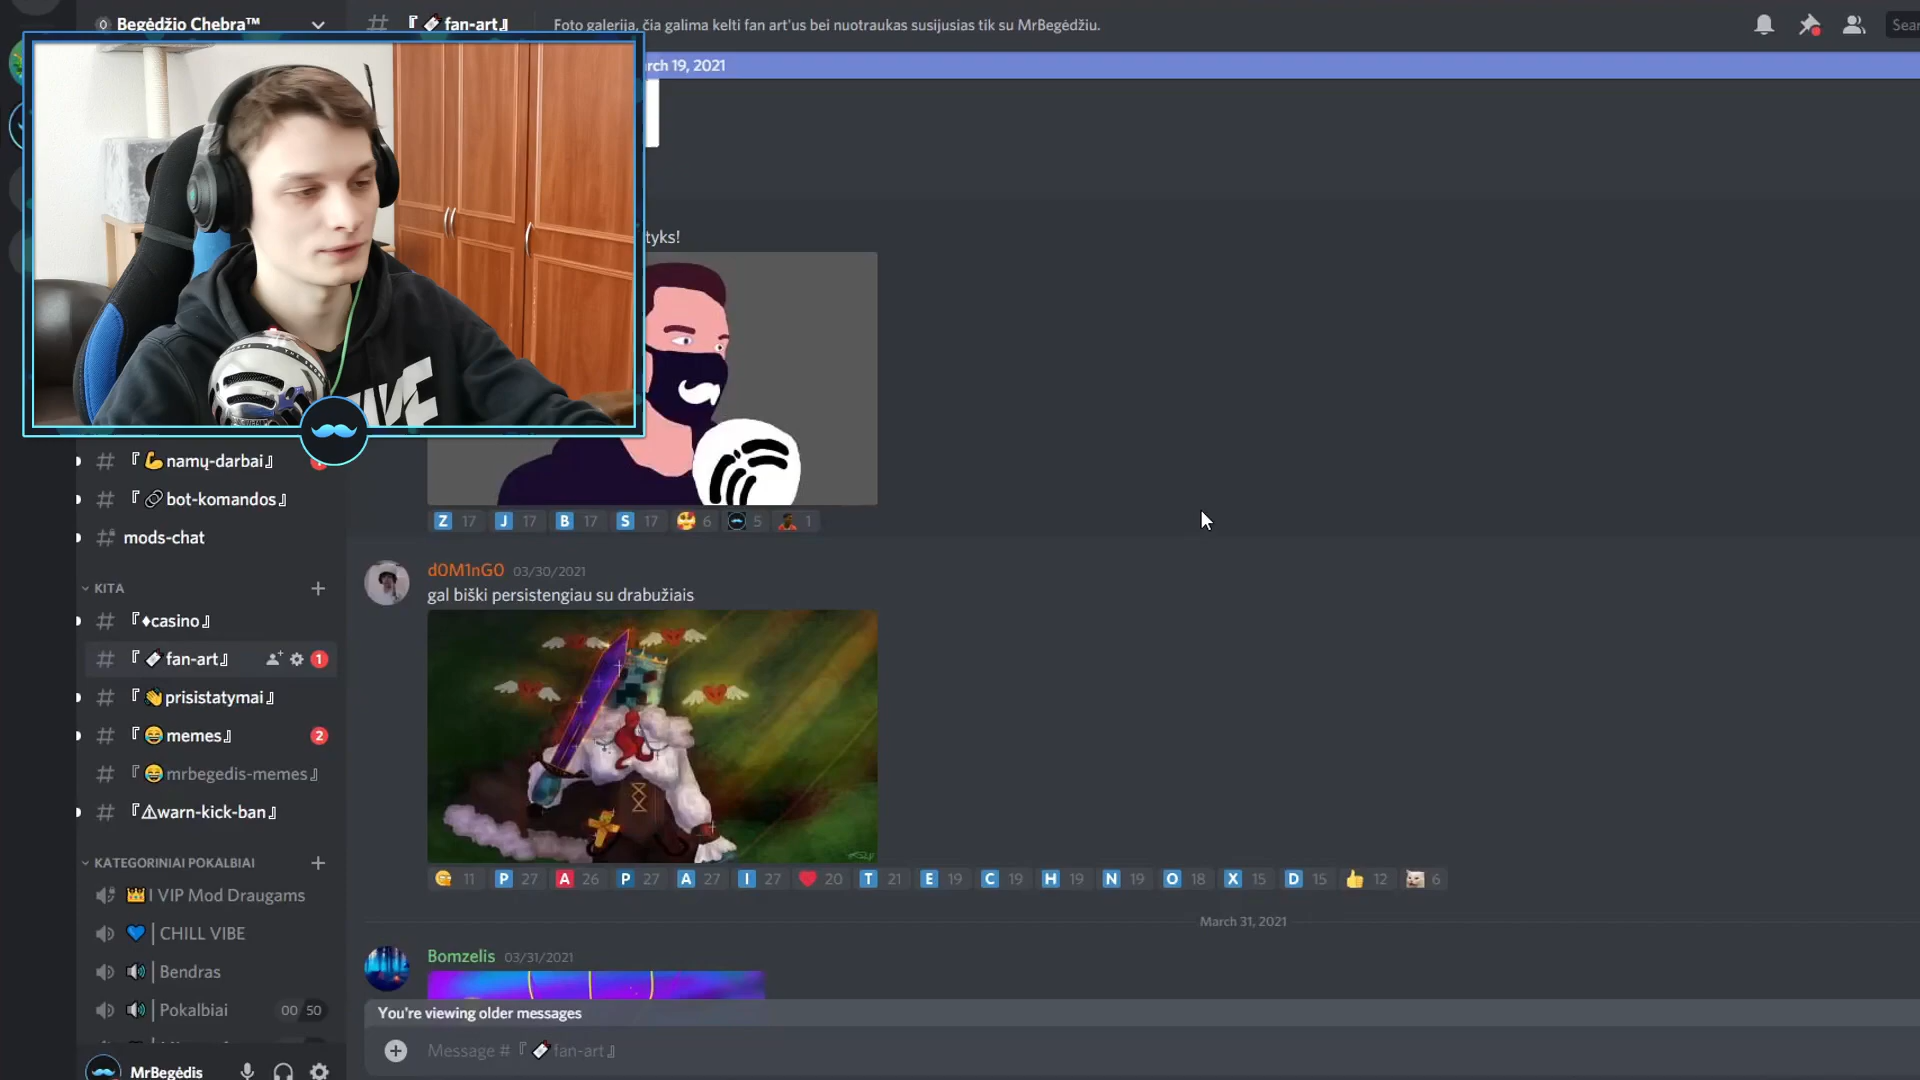 Begėdžio Chebra™
『fan-art』
Foto galerija, čia galima kelti fan art'us bei nuotraukas susijusias tik su MrBegėdžiu.
March 19, 2021
tyks!
『namų-darbai』
『bot-komandos』
mods-chat
Z 17 J 17 B 17 S 17 6 5 1
KITA
『♦casino』
『fan-art』 1
『prisistatymai』
『memes』 2
『mrbegedis-memes』
『⚠warn-kick-ban』
KATEGORINIAI POKALBIAI
| VIP Mod Draugams
| CHILL VIBE
| Bendras
| Pokalbiai 00 50
MrBegėdis
d0M1nG0 03/30/2021
gal biški persistengiau su drabužiais
11 P 27 A 26 P 27 A 27 I 27 20 T 21 E 19 C 19 H 19 N 19 O 18 X 15 D 15 12 6
March 31, 2021
Bomzelis 03/31/2021
You're viewing older messages
Message #『fan-art』